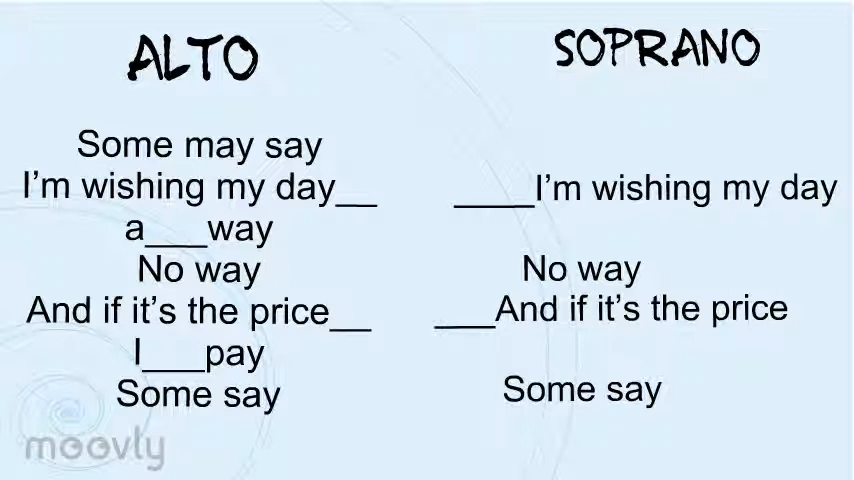 ALTO
Some may say
I'm wishing my day__
a___way
No way
And if it's the price__
I___pay
Some say
SOPRANO
____I'm wishing my day
No way
___And if it's the price
Some say
moovly